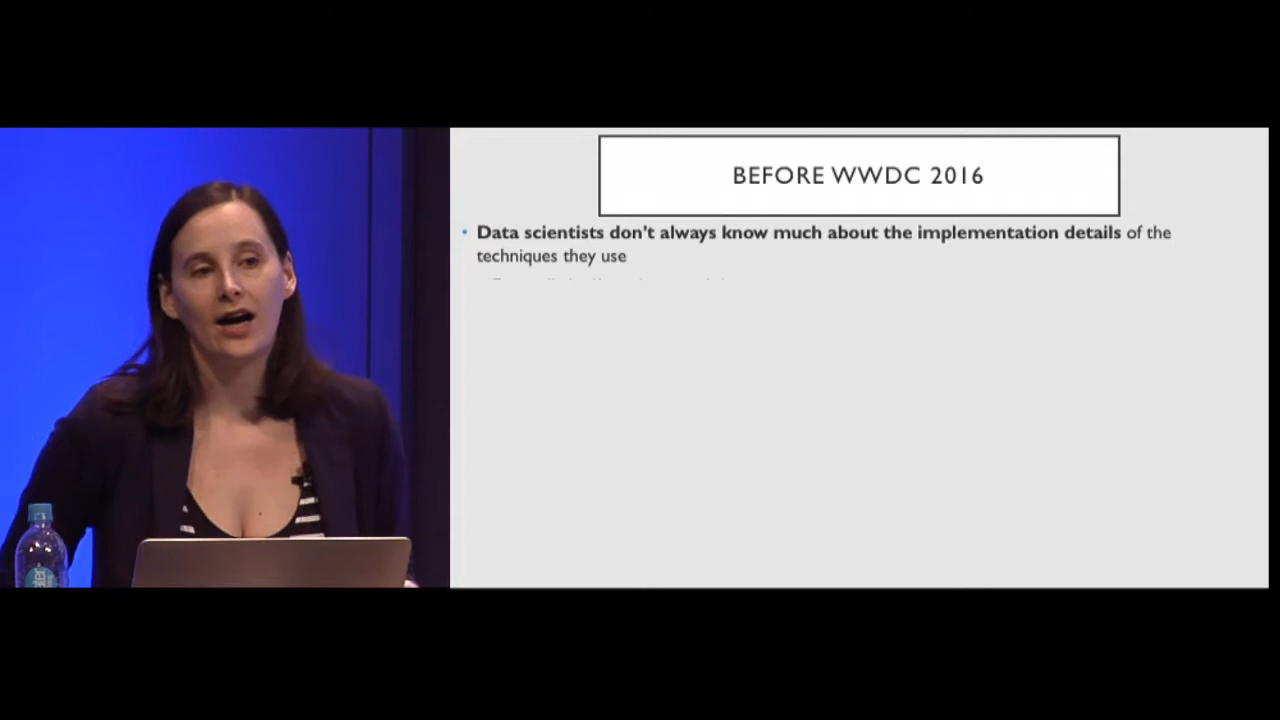 BEFORE WWDC 2016
• Data scientists don't always know much about the implementation details of the
techniques they use